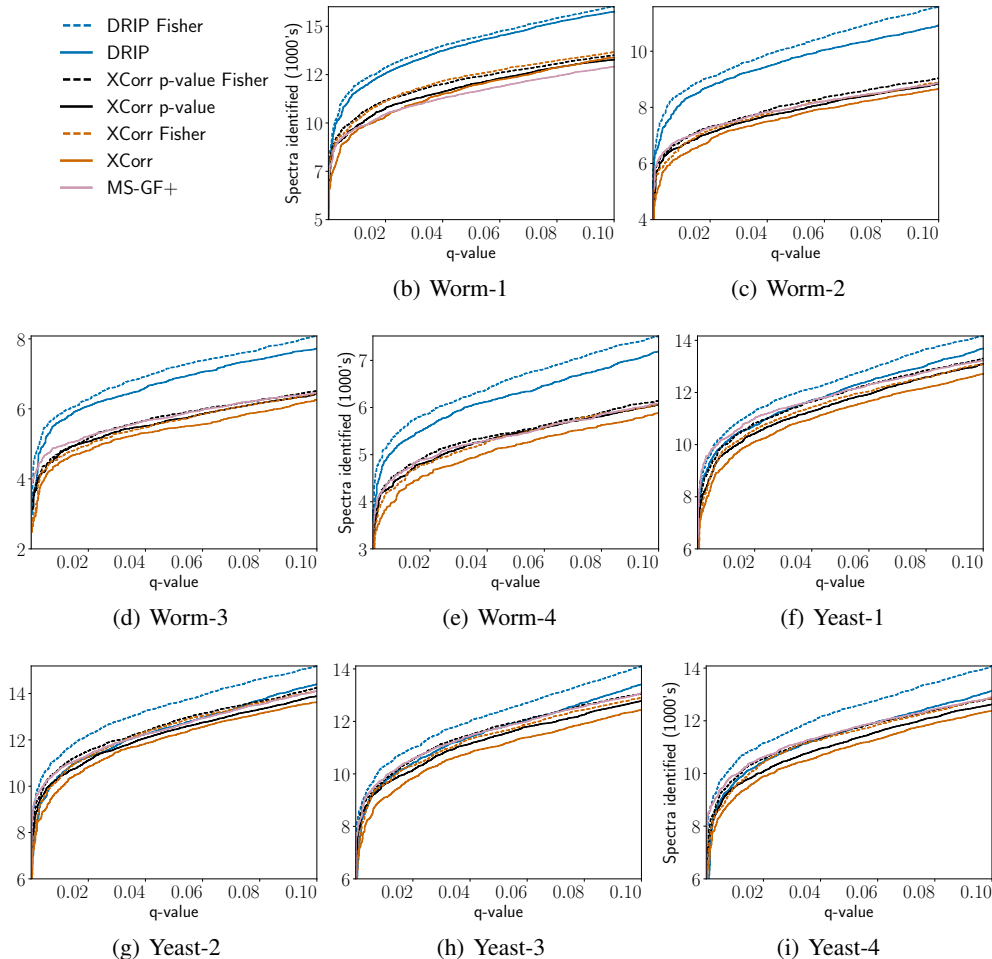 DRIP Fisher
DRIP
XCorr p-value Fisher
XCorr p-value
XCorr Fisher
XCorr
MS-GF+
Spectra identified (1000's)
15
12
10
7
5
0.02 0.04 0.06 0.08 0.10
q-value
(b) Worm-1
10
8
6
4
0.02 0.04 0.06 0.08 0.10
q-value
(c) Worm-2
8
6
4
2
0.02 0.04 0.06 0.08 0.10
q-value
(d) Worm-3
Spectra identified (1000's)
7
6
5
4
3
0.02 0.04 0.06 0.08 0.10
q-value
(e) Worm-4
14
12
10
8
6
0.02 0.04 0.06 0.08 0.10
q-value
(f) Yeast-1
14
12
10
8
6
0.02 0.04 0.06 0.08 0.10
q-value
(g) Yeast-2
14
12
10
8
6
0.02 0.04 0.06 0.08 0.10
q-value
(h) Yeast-3
Spectra identified (1000's)
14
12
10
8
6
0.02 0.04 0.06 0.08 0.10
q-value
(i) Yeast-4